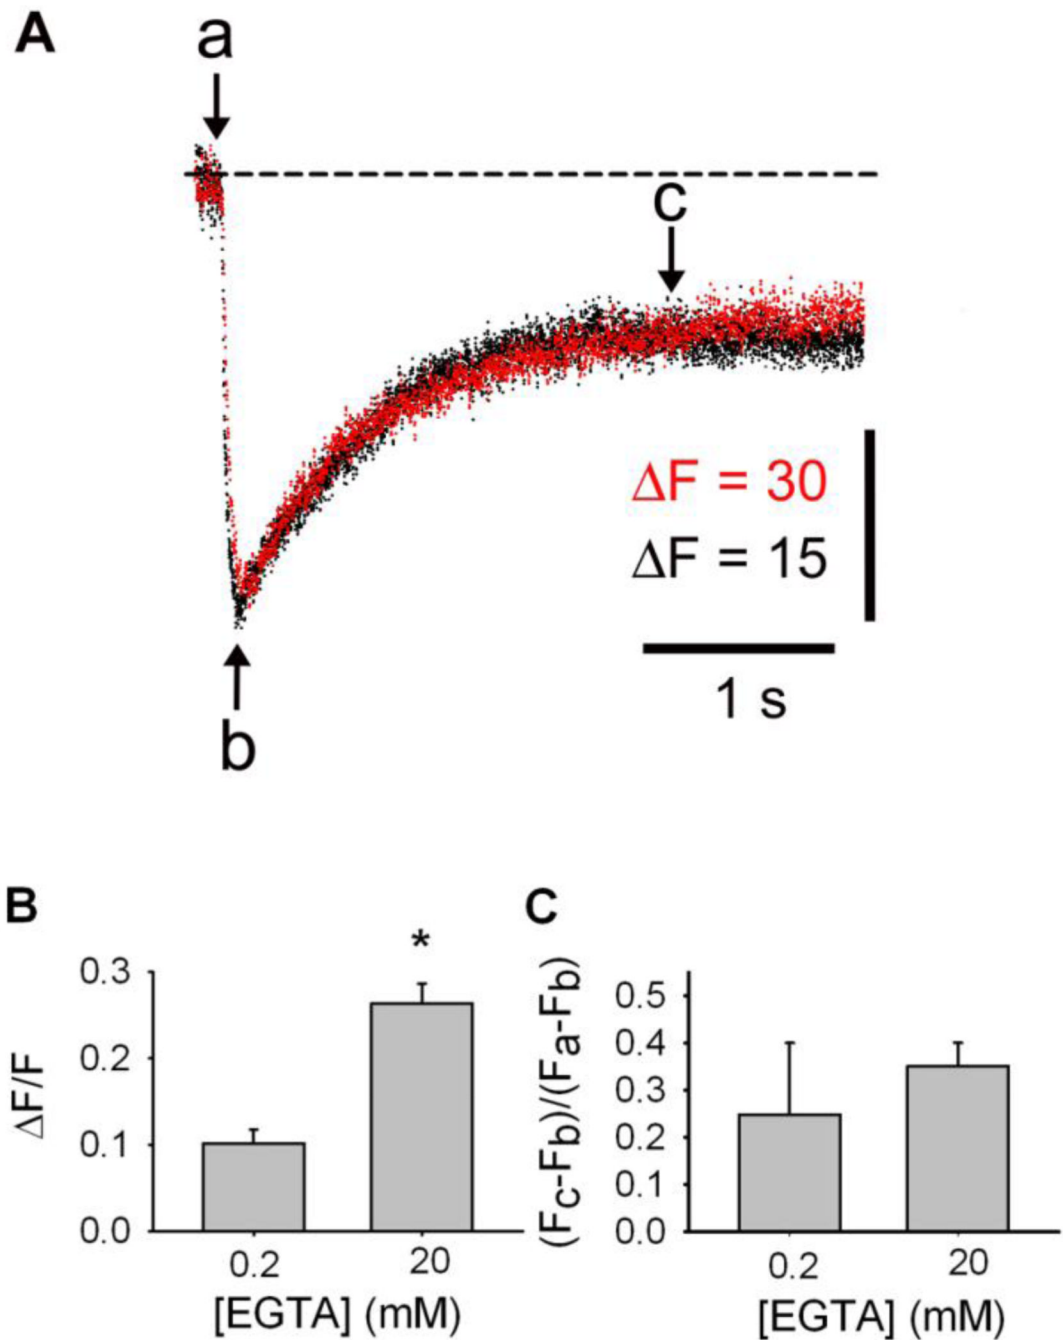 A
a
c
ΔF = 30
ΔF = 15
1 s
b
B
*
0.3
0.2
0.1
0.0
ΔF/F
0.2
20
[EGTA] (mM)
C
0.5
0.4
0.3
0.2
0.1
0.0
(Fc-Fb)/(Fa-Fb)
0.2
20
[EGTA] (mM)